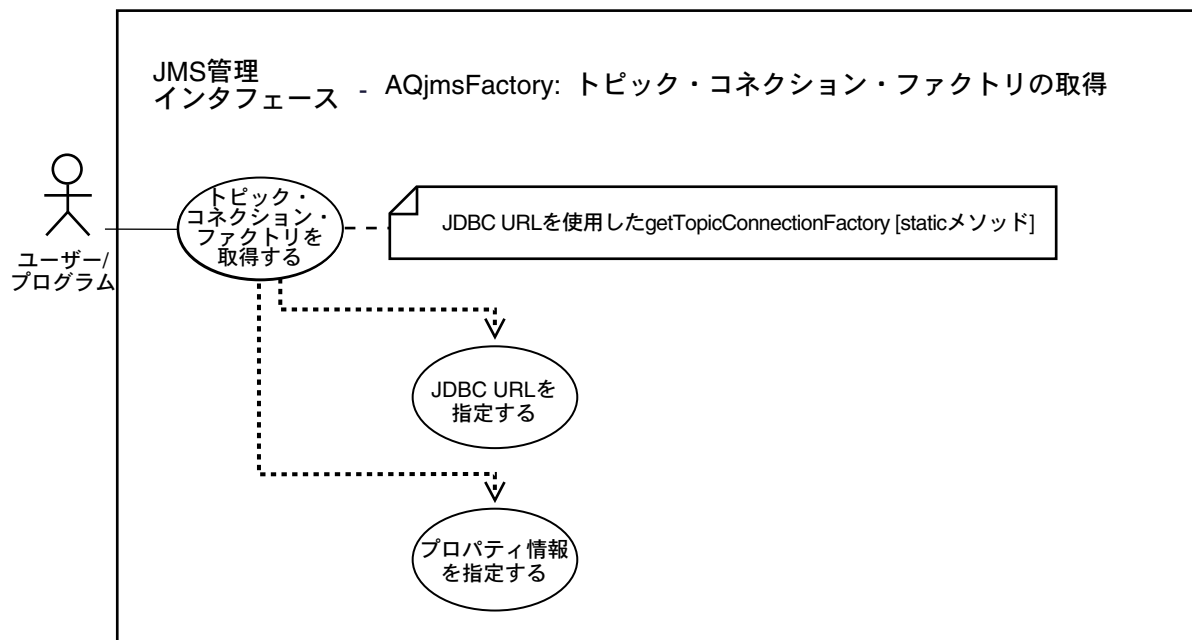 JMS管理
インタフェース - AQjmsFactory: トピック・コネクション・ファクトリの取得
トピック・
コネクション・
ファクトリを
取得する
JDBC URLを使用したgetTopicConnectionFactory [staticメソッド]
ユーザー/
プログラム
JDBC URLを
指定する
プロパティ情報
を指定する